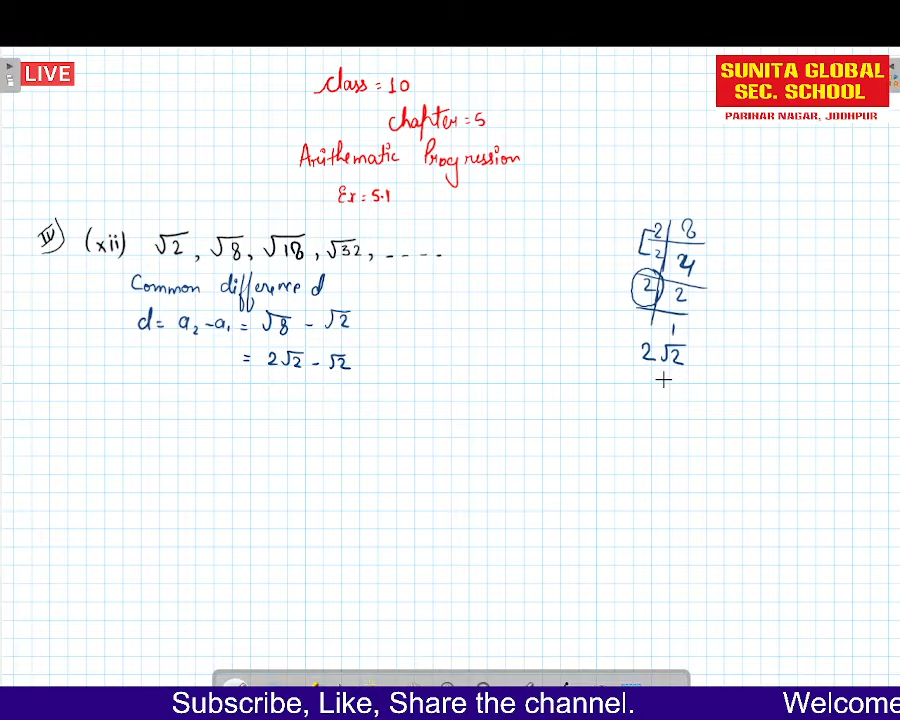 LIVE
SUNITA GLOBAL
SEC. SCHOOL
PARIHAR NAGAR, JODHPUR
Class = 10
Chapter = 5
Arithematic Progression
Ex = 5.1
IV) (xii) √2, √8, √18, √32, - - - - -
Common difference d
d = a₂ - a₁ = √8 - √2
= 2√2 - √2
2 | 8
2 | 4
2 | 2
1
2√2
Subscribe, Like, Share the channel.
Welcome